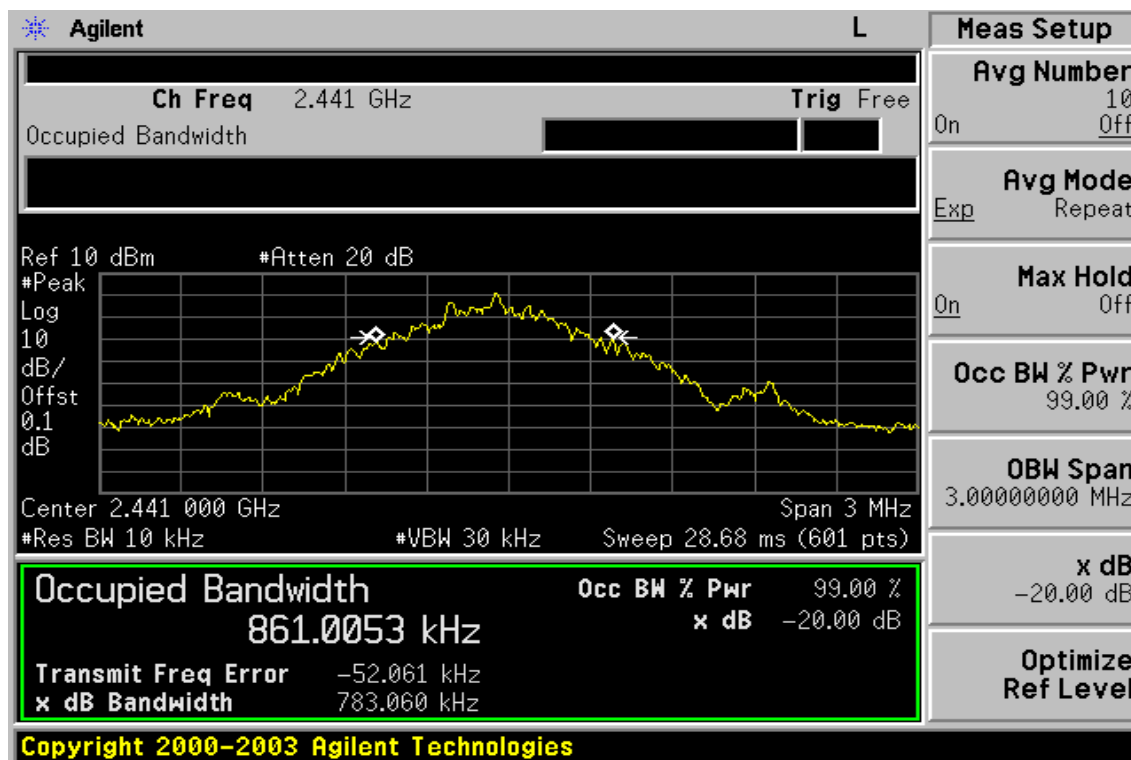 Agilent L Meas Setup
Avg Number
10
On Off
Ch Freq 2.441 GHz Trig Free
Occupied Bandwidth
Avg Mode
Exp Repeat
Max Hold
On Off
Occ BW % Pwr
99.00 %
OBW Span
3.00000000 MHz
x dB
-20.00 dB
Optimize
Ref Level
Ref 10 dBm #Atten 20 dB
#Peak
Log
10
dB/
Offst
0.1
dB
Center 2.441 000 GHz Span 3 MHz
#Res BW 10 kHz #VBW 30 kHz Sweep 28.68 ms (601 pts)
Occupied Bandwidth
861.0053 kHz
Occ BW % Pwr 99.00 %
x dB -20.00 dB
Transmit Freq Error -52.061 kHz
x dB Bandwidth 783.060 kHz
Copyright 2000-2003 Agilent Technologies